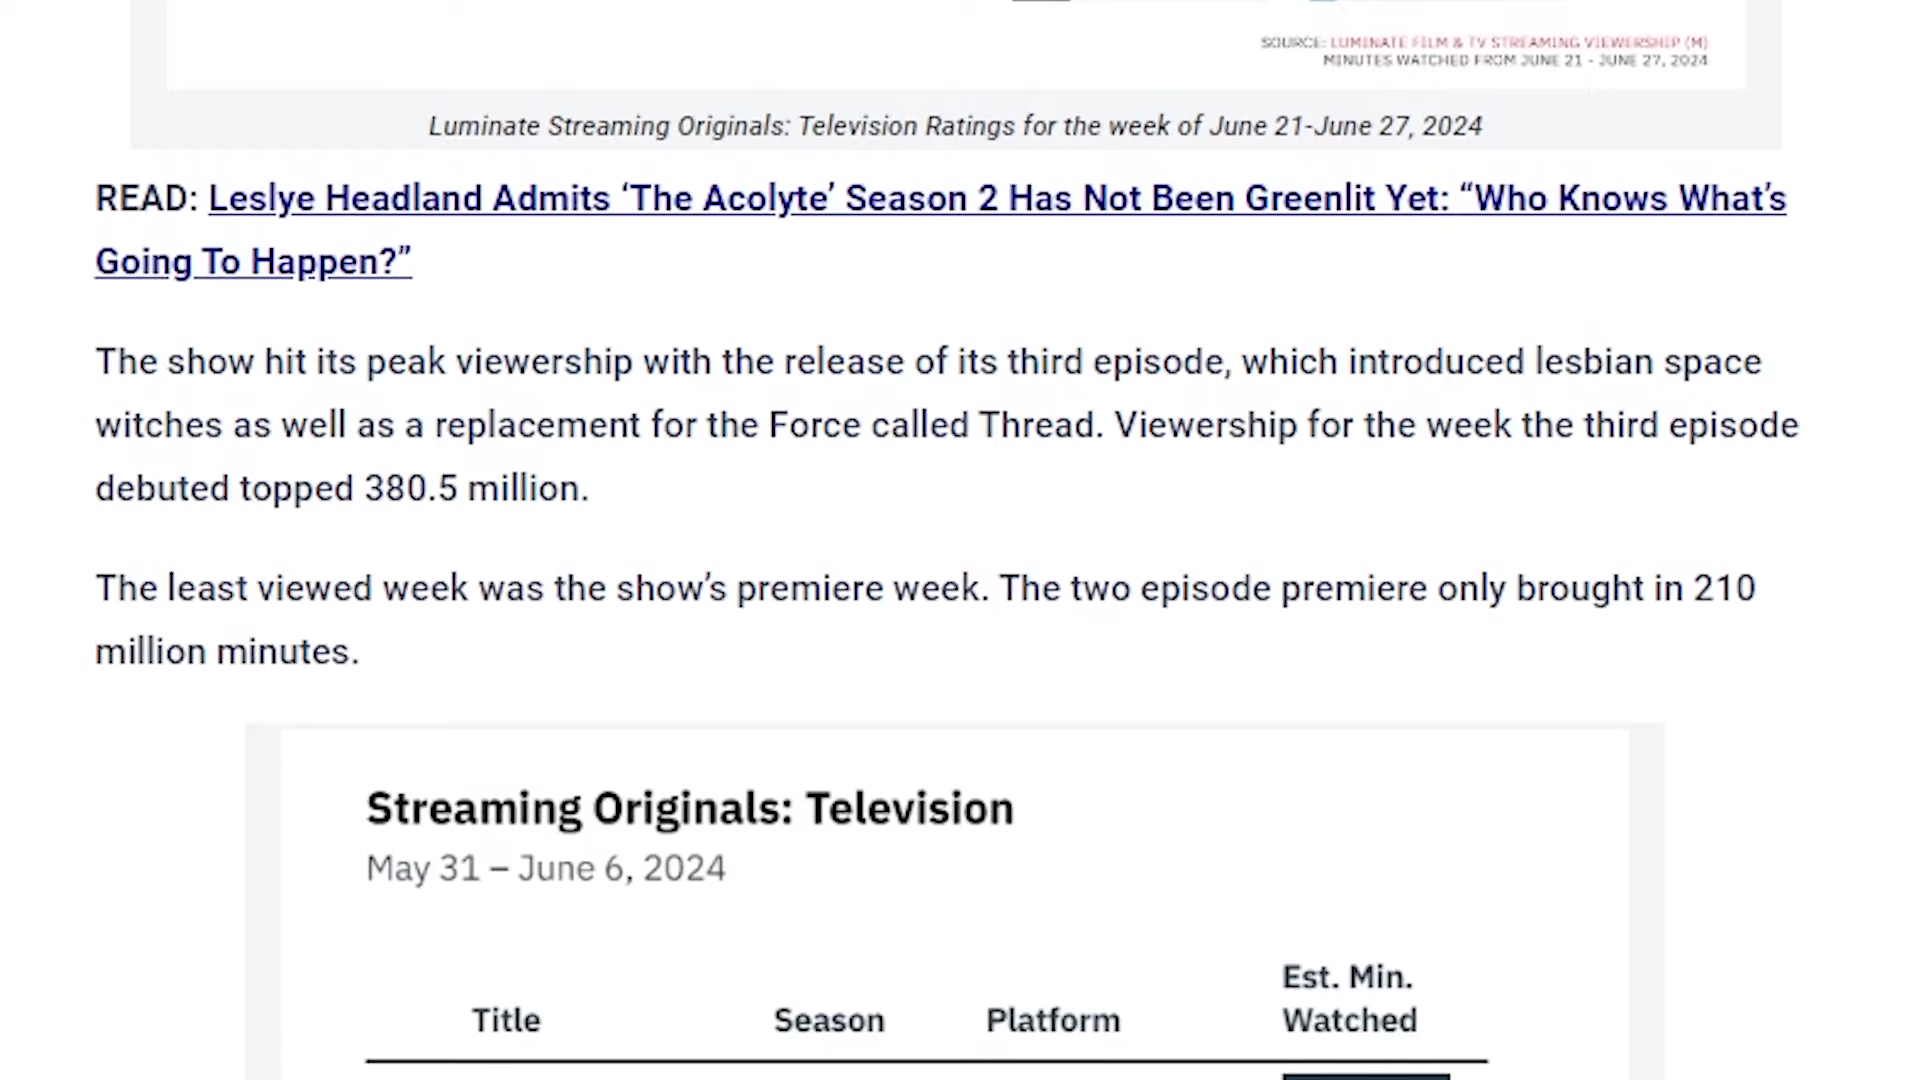 SOURCE: LUMINATE FILM & TV STREAMING VIEWERSHIP (M)
MINUTES WATCHED FROM JUNE 21 - JUNE 27, 2024
Luminate Streaming Originals: Television Ratings for the week of June 21-June 27, 2024
READ: Leslye Headland Admits ‘The Acolyte’ Season 2 Has Not Been Greenlit Yet: “Who Knows What’s
Going To Happen?”
The show hit its peak viewership with the release of its third episode, which introduced lesbian space
witches as well as a replacement for the Force called Thread. Viewership for the week the third episode
debuted topped 380.5 million.
The least viewed week was the show’s premiere week. The two episode premiere only brought in 210
million minutes.
Streaming Originals: Television
May 31 – June 6, 2024
Title Season Platform Est. Min. Watched